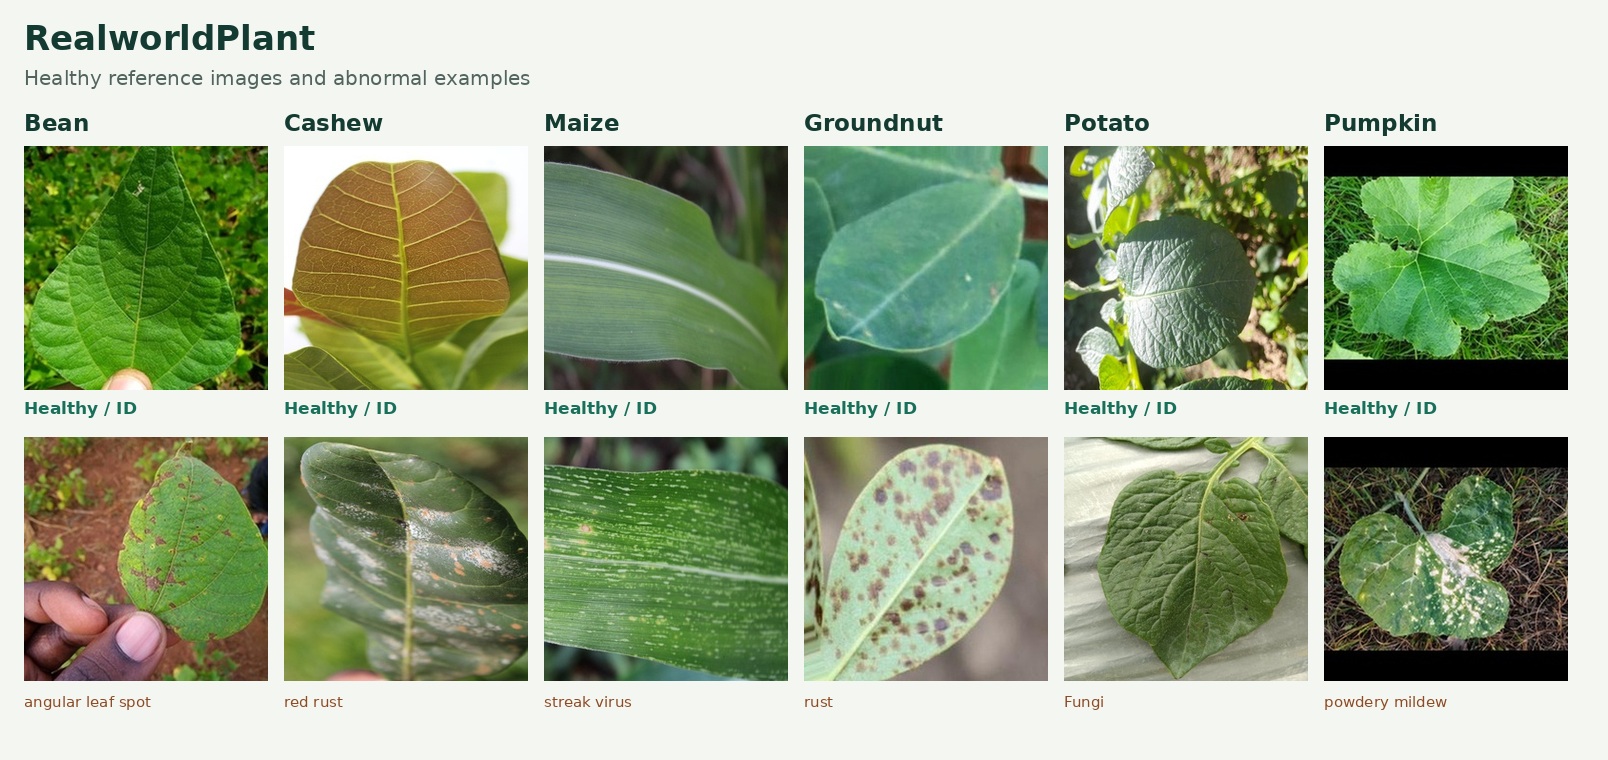 RealworldPlant
Healthy reference images and abnormal examples
Bean Cashew Maize Groundnut Potato Pumpkin
Healthy / ID Healthy / ID Healthy / ID Healthy / ID Healthy / ID Healthy / ID
angular leaf spot red rust streak virus rust Fungi powdery mildew